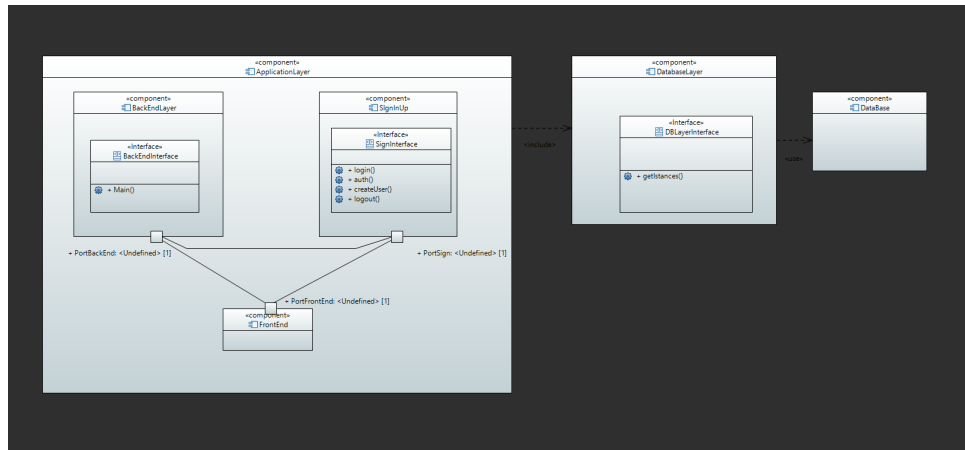 «component»
ApplicationLayer
«component»
BackEndLayer
«Interface»
BackEndInterface
+ Main()
«component»
SIgnInUp
«Interface»
SignInterface
+ login()
+ auth()
+ createUser()
+ logout()
+ PortBackEnd: <Undefined> [1]
+ PortSign: <Undefined> [1]
+ PortFrontEnd: <Undefined> [1]
«component»
FrontEnd
<include>
«component»
DatabaseLayer
«Interface»
DBLayerInterface
+ getIstances()
<use>
«component»
DataBase